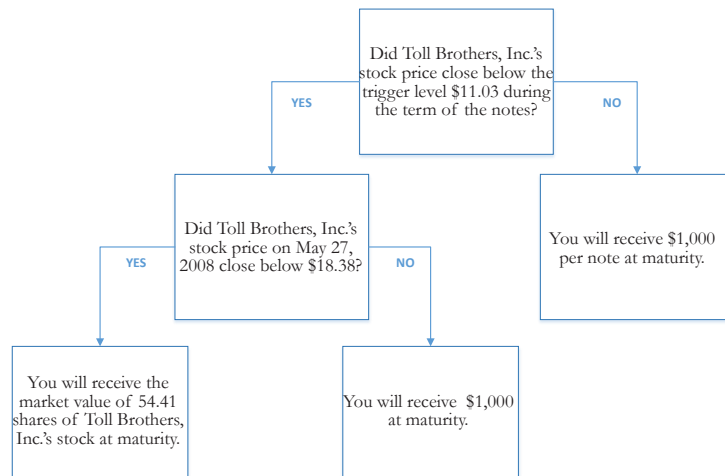 Did Toll Brothers, Inc.'s
stock price close below the
trigger level $11.03 during
the term of the notes?
YES
NO
Did Toll Brothers, Inc.'s
stock price on May 27,
2008 close below $18.38?
You will receive $1,000
per note at maturity.
YES
NO
You will receive the
market value of 54.41
shares of Toll Brothers,
Inc.'s stock at maturity.
You will receive $1,000
at maturity.